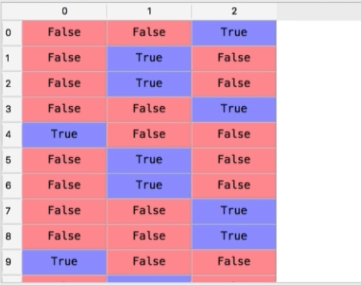 0 1 2
0 False False True
1 False True False
2 False True False
3 False False True
4 True False False
5 False True False
6 False True False
7 False False True
8 False False True
9 True False False